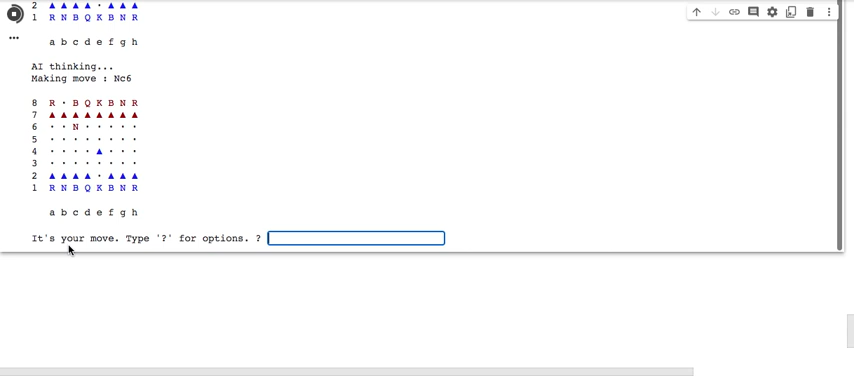 2 ▲ ▲ ▲ ▲ · ▲ ▲ ▲
1 R N B Q K B N R
a b c d e f g h
AI thinking...
Making move : Nc6
8 R · B Q K B N R
7 ▲ ▲ ▲ ▲ ▲ ▲ ▲ ▲
6 · · N · · · · ·
5 · · · · · · · ·
4 · · · · ▲ · · ·
3 · · · · · · · ·
2 ▲ ▲ ▲ ▲ · ▲ ▲ ▲
1 R N B Q K B N R
a b c d e f g h
It's your move. Type '?' for options. ?